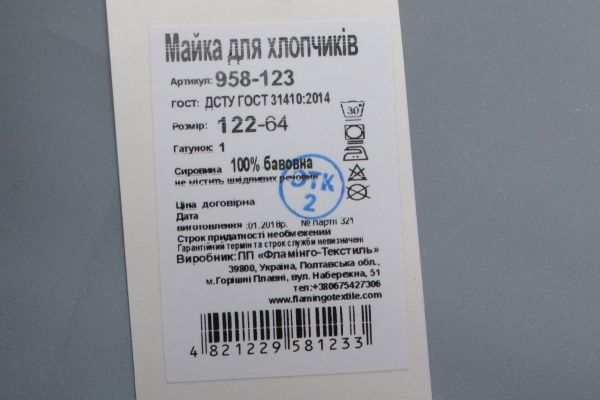 Майка для хлопчиків
Артикул: 958-123
ГОСТ: ДСТУ ГОСТ 31410:2014
Розмір: 122-64
Гатунок: 1
Сировина 100% бавовна
не містить шкідливих речовин
ЭТК
2
30°
Ціна договірна
Дата
виготовлення :01.2018р. № партії 321
Строк придатності необмежений
Гарантійний термін та строк служби невизначені
Виробник: ПП «Фламінго-Текстиль»
39800, Україна, Полтавська обл.,
м.Горішні Плавні, вул. Набережна, 51
тел:+380675427306
www.flamingotextile.com
4 821229 581233